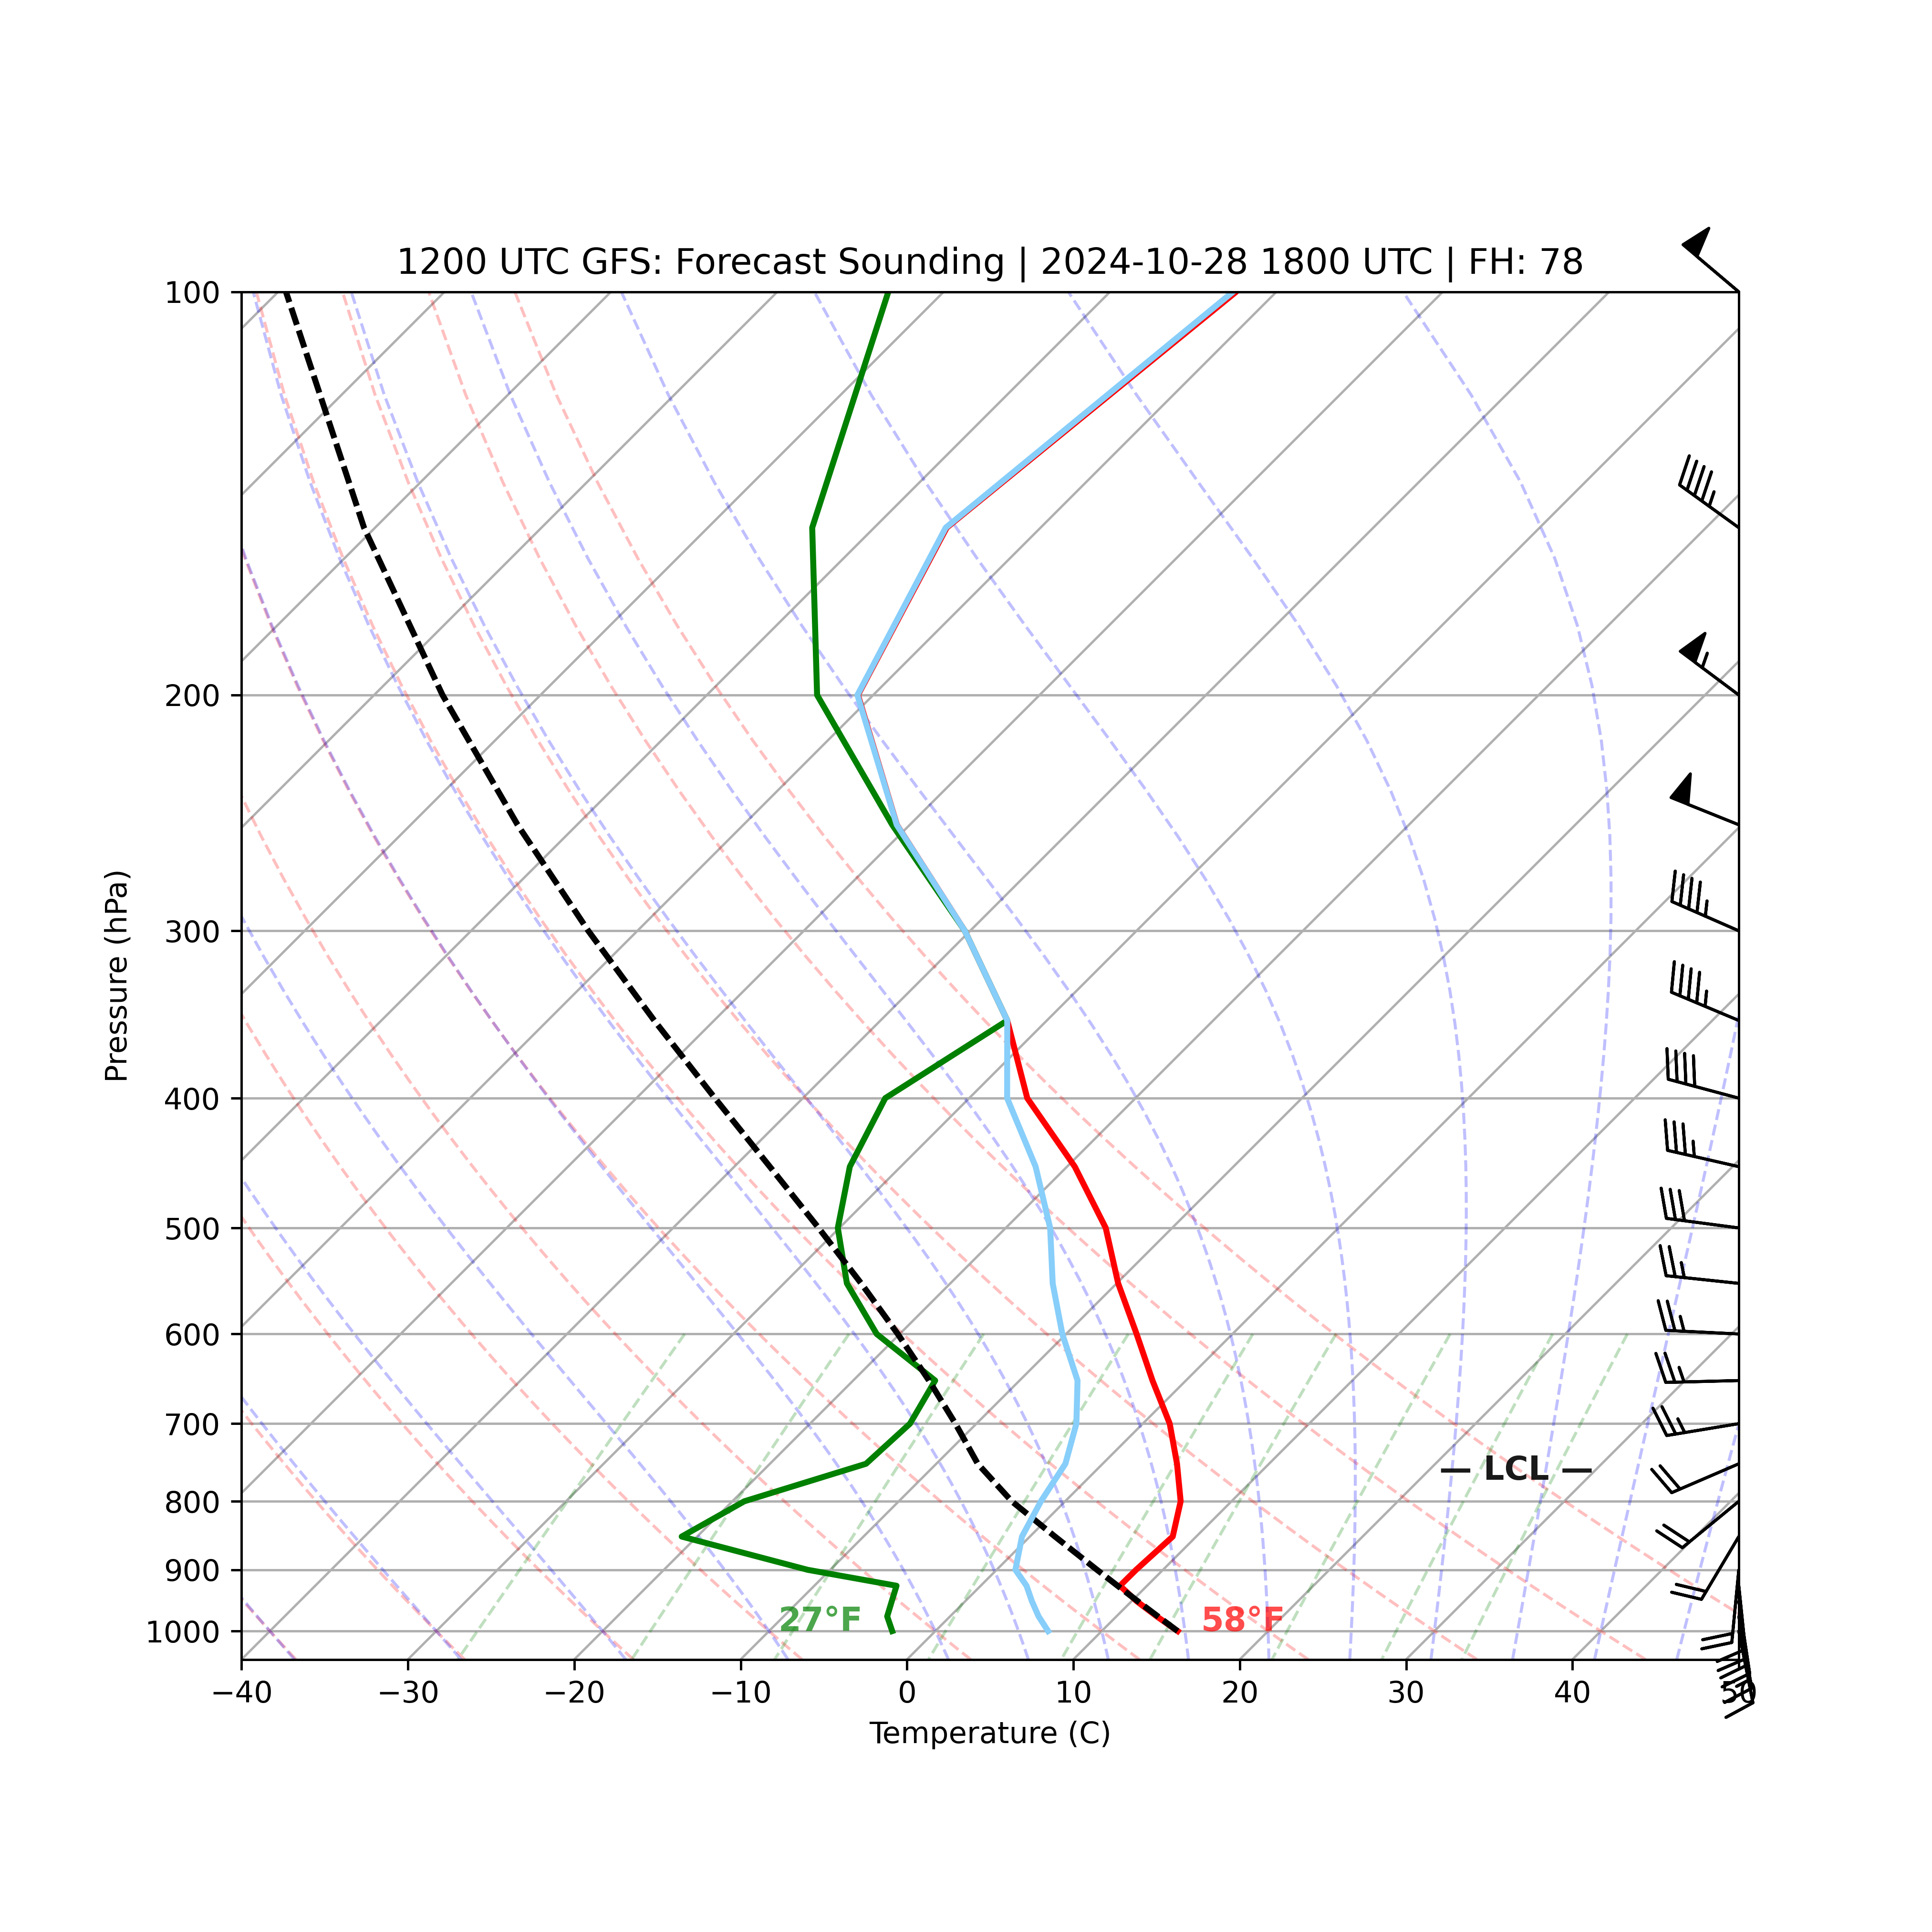 1200 UTC GFS: Forecast Sounding | 2024-10-28 1800 UTC | FH: 78
100
200
300
400
500
600
700
800
900
1000
Pressure (hPa)
— LCL —
27°F
58°F
−40 −30 −20 −10 0 10 20 30 40 50
Temperature (C)